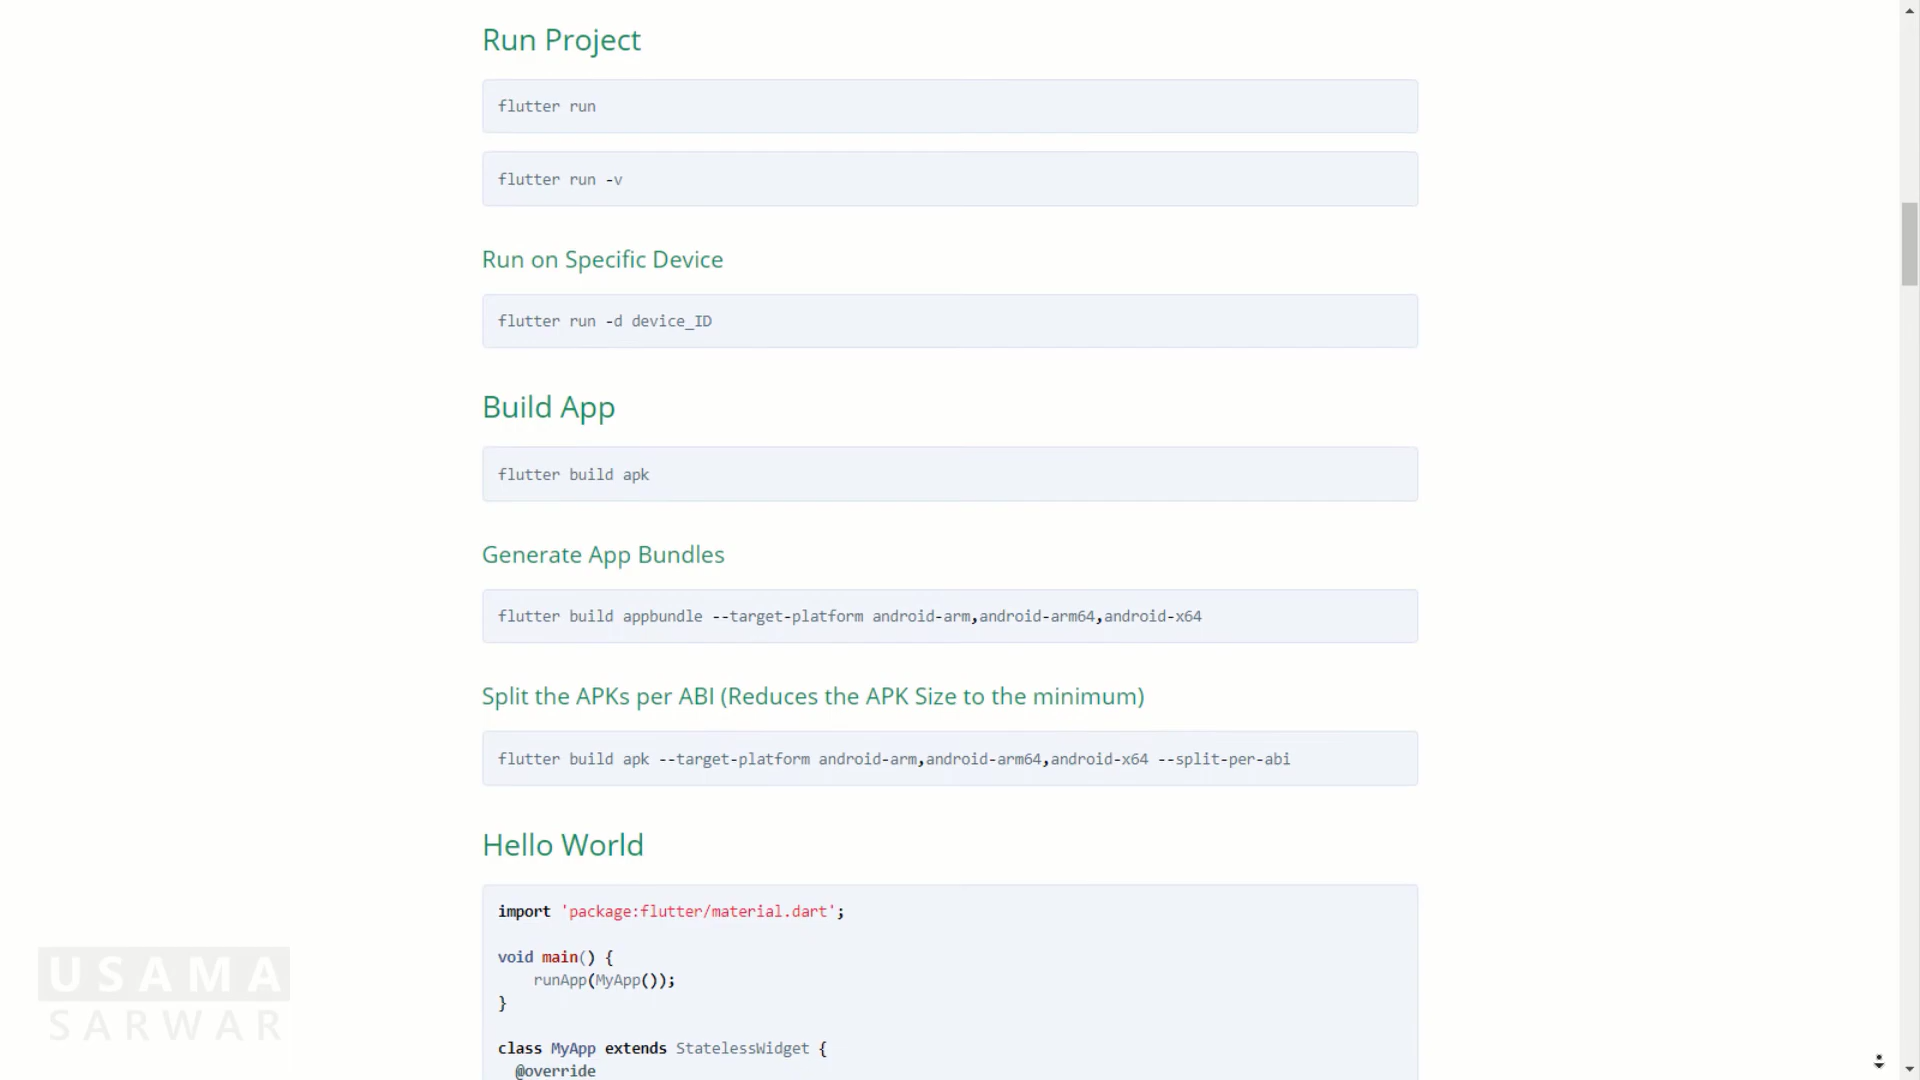 Run Project
flutter run
flutter run -v
Run on Specific Device
flutter run -d device_ID
Build App
flutter build apk
Generate App Bundles
flutter build appbundle --target-platform android-arm,android-arm64,android-x64
Split the APKs per ABI (Reduces the APK Size to the minimum)
flutter build apk --target-platform android-arm,android-arm64,android-x64 --split-per-abi
Hello World
import 'package:flutter/material.dart';
void main() {
    runApp(MyApp());
}
class MyApp extends StatelessWidget {
  @override
USAMA
SARWAR